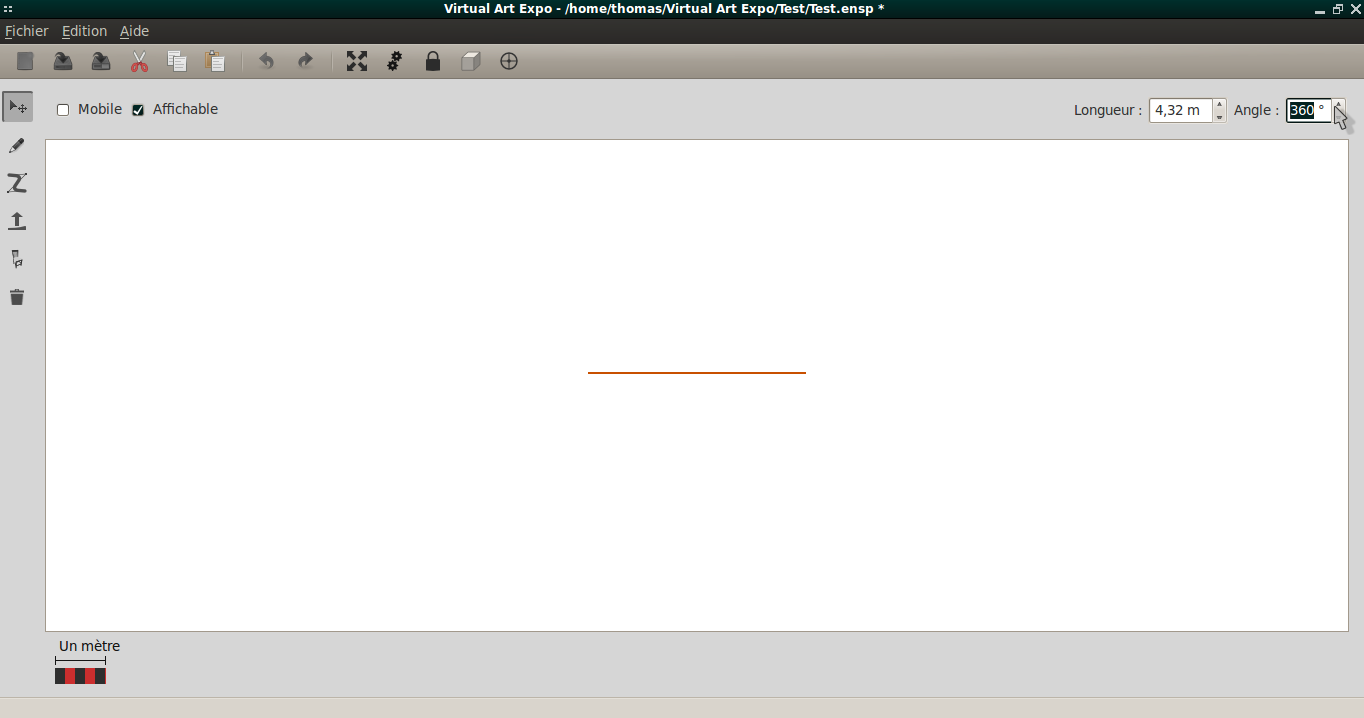 Virtual Art Expo - /home/thomas/Virtual Art Expo/Test/Test.ensp *
Fichier Edition Aide
Mobile Affichable Longueur : 4,32 m Angle : 360 °
Un mètre